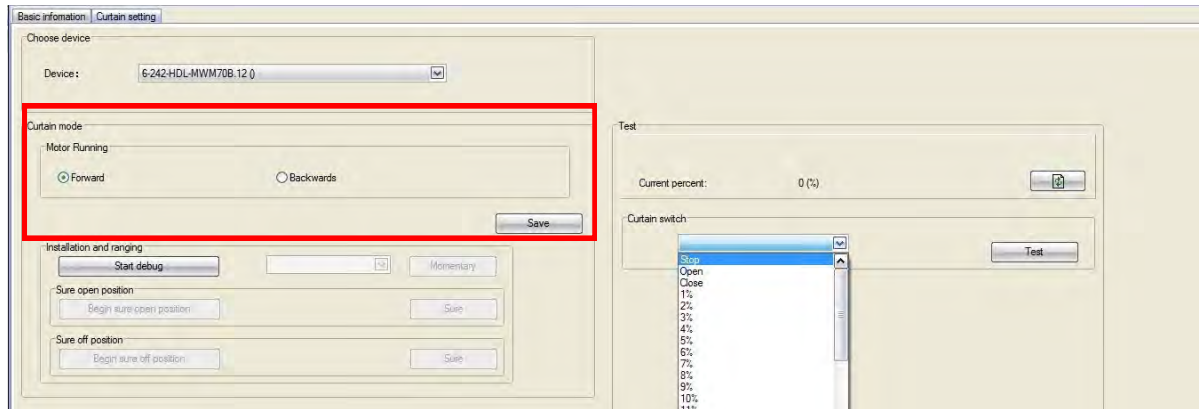 Basic infomation Curtain setting
Choose device
Device: 6-242-HDL-MWM70B.12 ()
Curtain mode
Motor Running
Forward Backwards
Save
Installation and ranging
Start debug Momentary
Sure open position
Begin sure open position Sure
Sure off position
Begin sure off position Sure
Test
Current percent: 0 (%)
Curtain switch
Test
Stop
Open
Close
1%
2%
3%
4%
5%
6%
7%
8%
9%
10%
11%